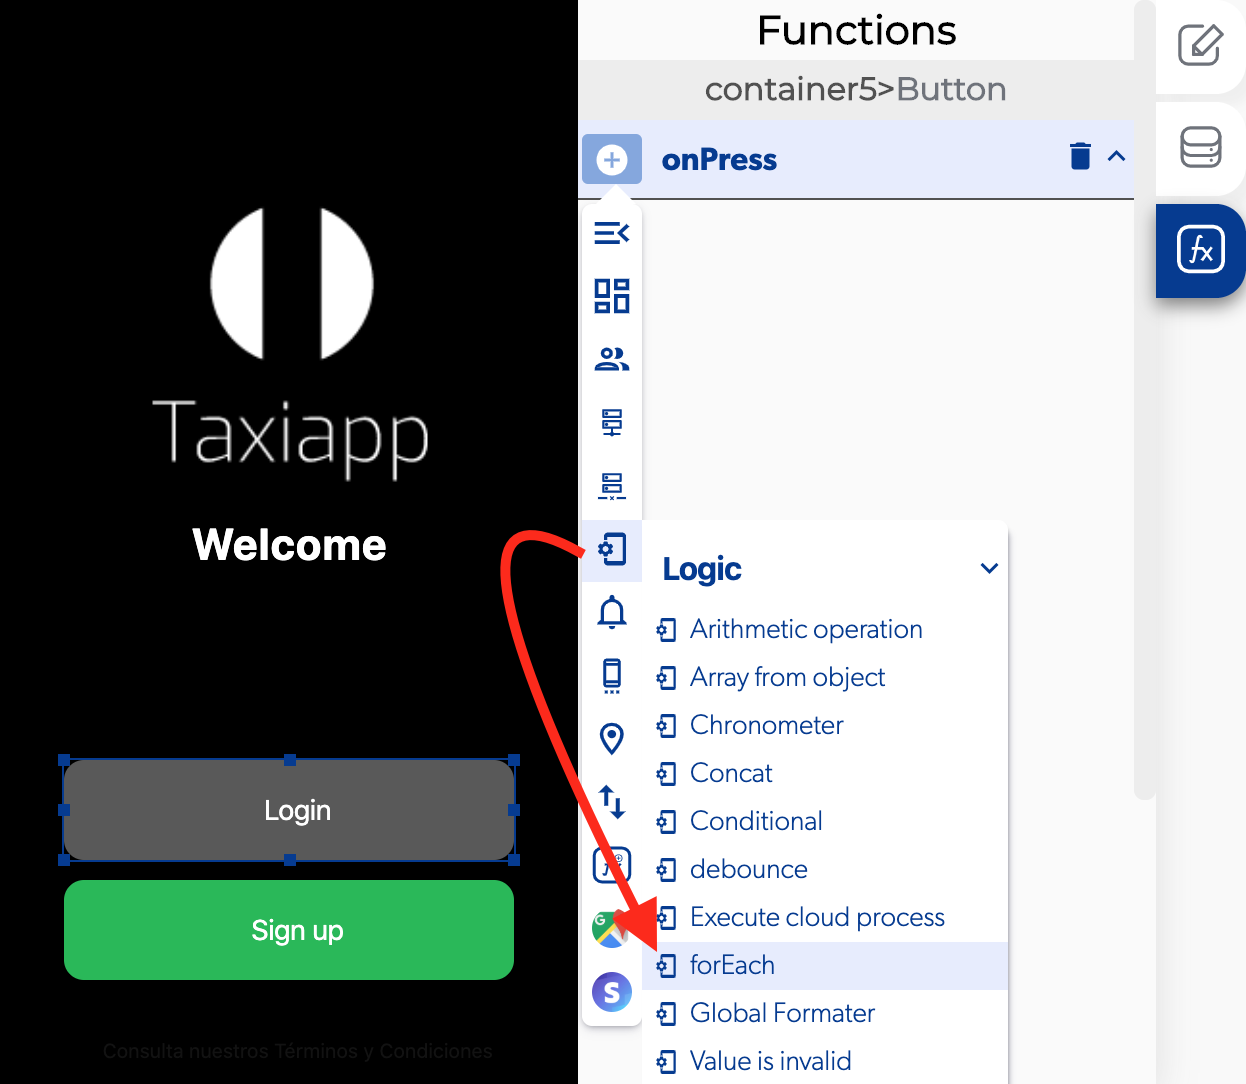 Taxiapp
Welcome
Login
Sign up
Consulta nuestros Términos y Condiciones
Functions
container5>Button
onPress
fx
Logic
Arithmetic operation
Array from object
Chronometer
Concat
Conditional
debounce
Execute cloud process
forEach
Global Formater
Value is invalid
G
S